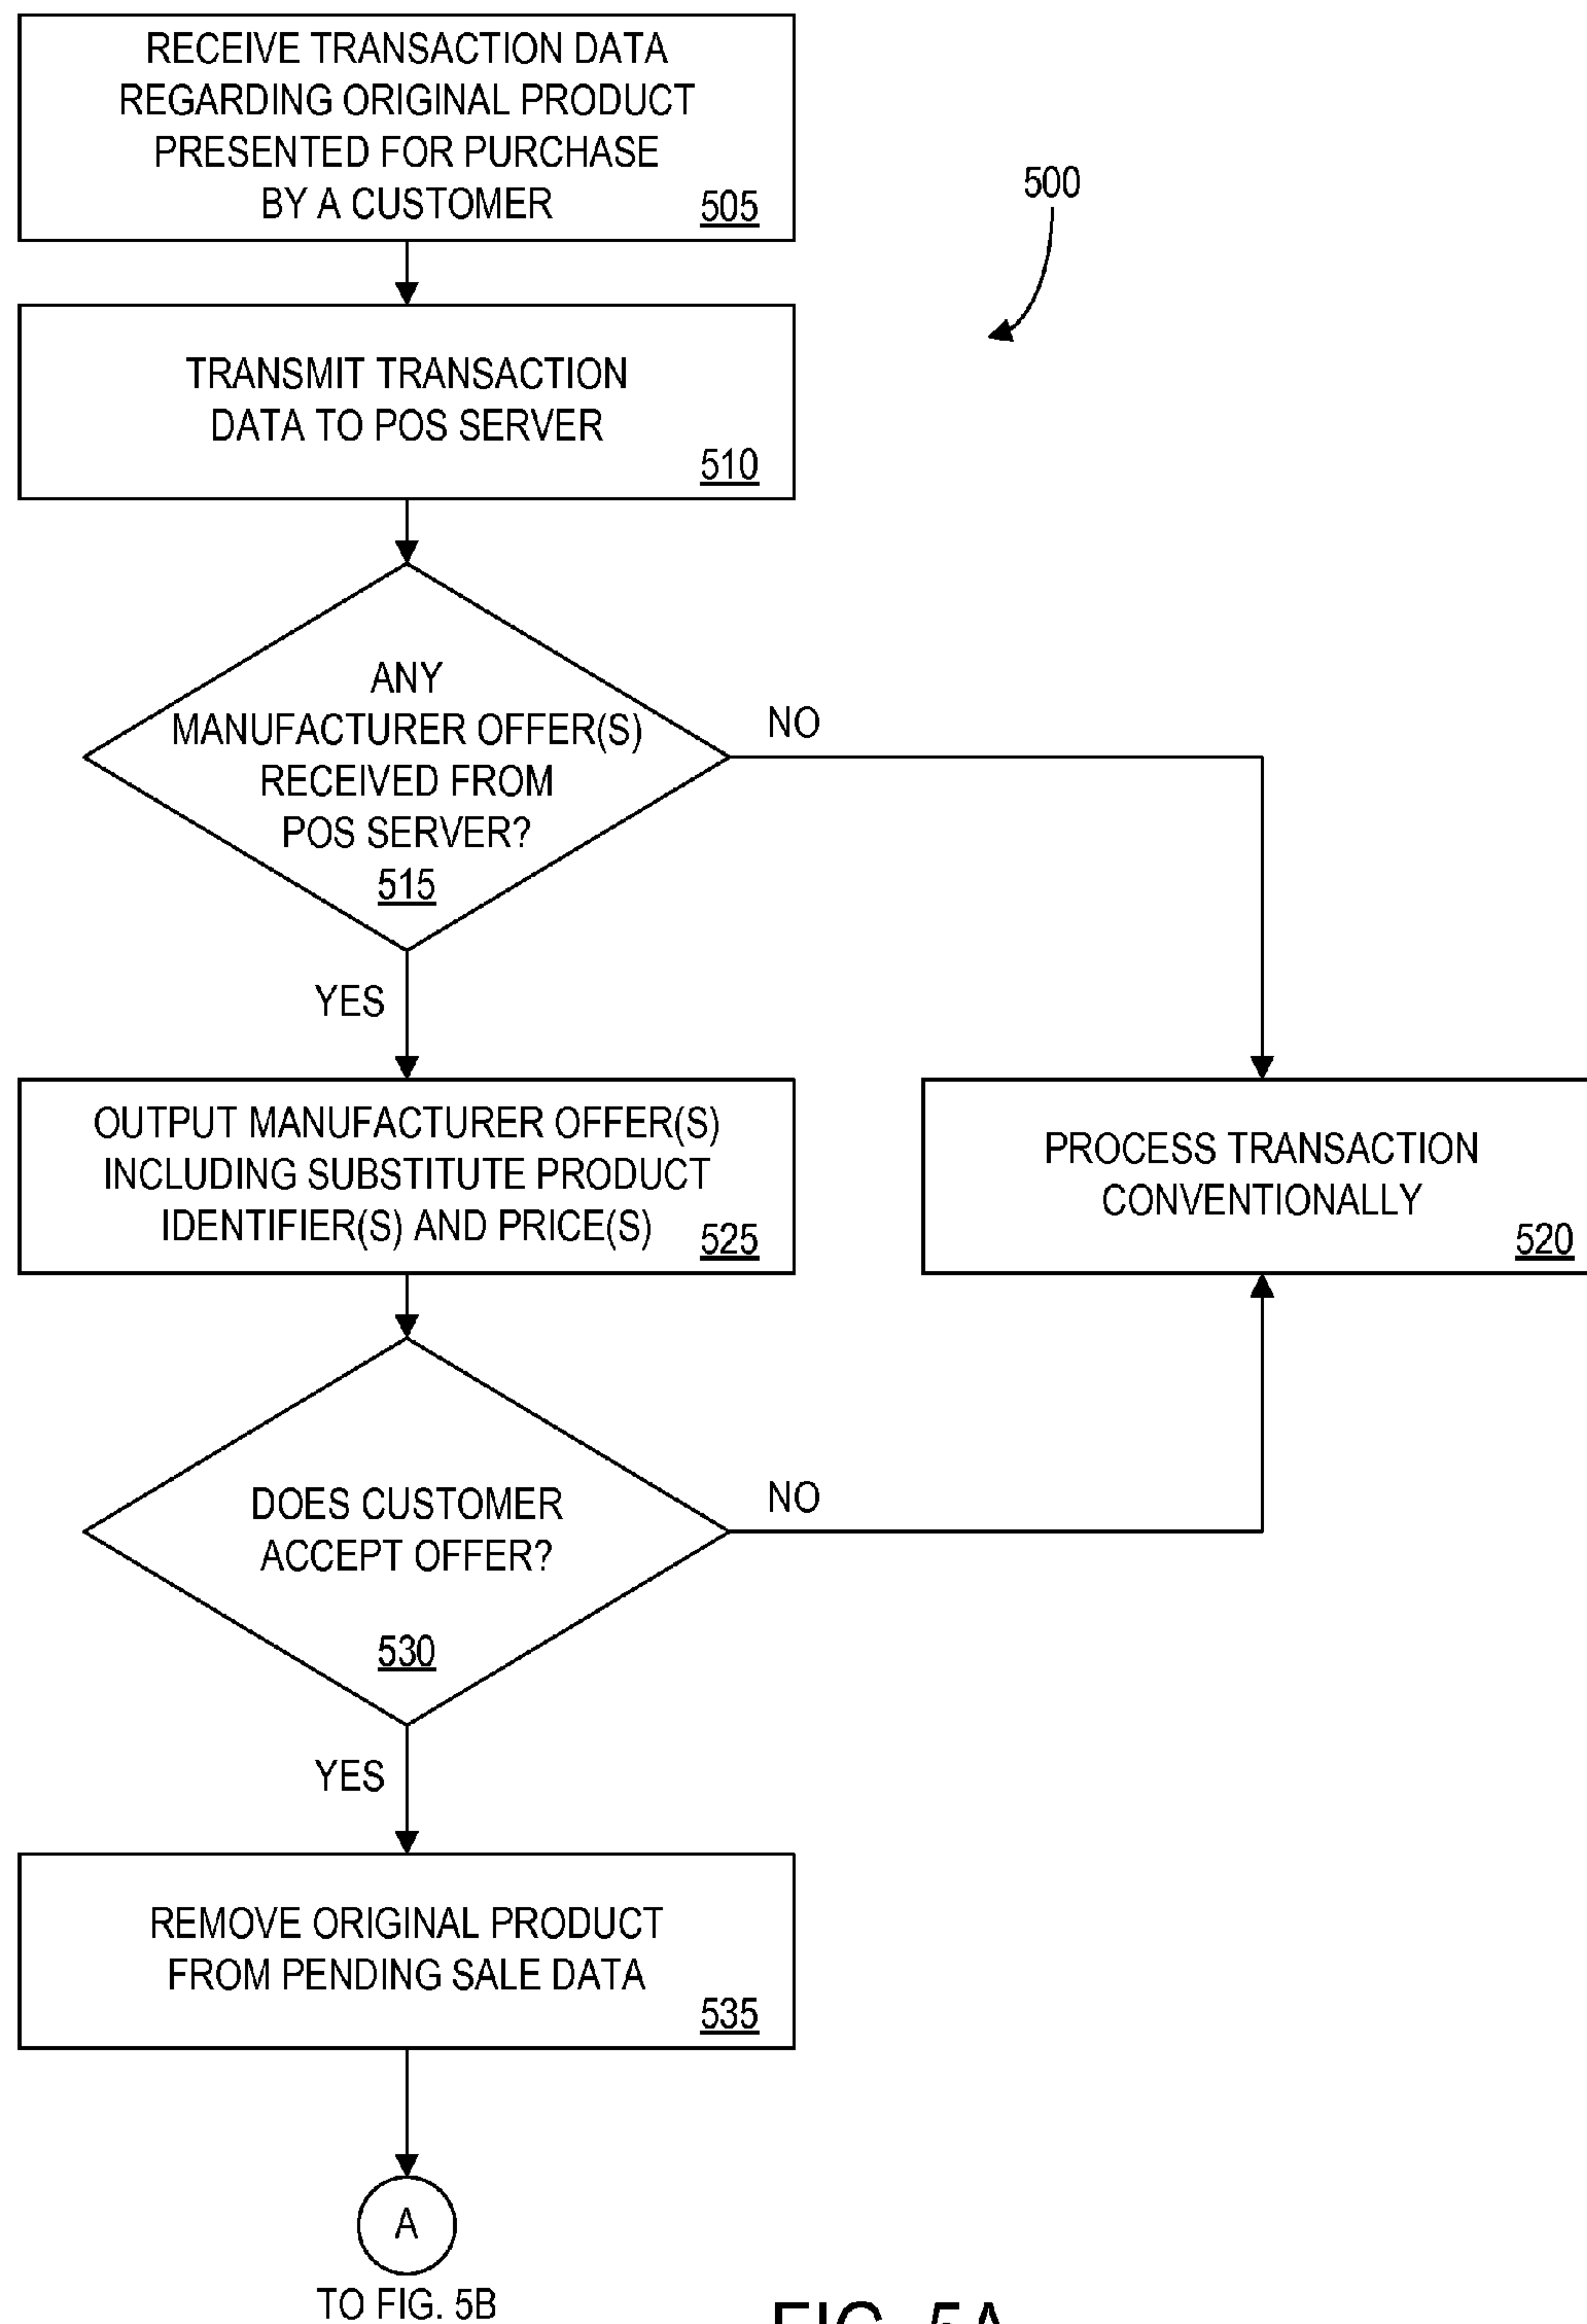 RECEIVE TRANSACTION DATA
REGARDING ORIGINAL PRODUCT
PRESENTED FOR PURCHASE
BY A CUSTOMER
505
500
TRANSMIT TRANSACTION
DATA TO POS SERVER
510
ANY
MANUFACTURER OFFER(S)
RECEIVED FROM
POS SERVER?
515
NO
YES
OUTPUT MANUFACTURER OFFER(S)
INCLUDING SUBSTITUTE PRODUCT
IDENTIFIER(S) AND PRICE(S)
525
PROCESS TRANSACTION
CONVENTIONALLY
520
DOES CUSTOMER
ACCEPT OFFER?
530
NO
YES
REMOVE ORIGINAL PRODUCT
FROM PENDING SALE DATA
535
A
TO FIG. 5B
FIG. 5A